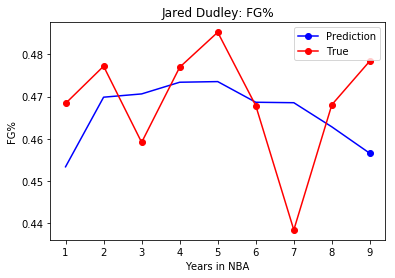 Jared Dudley: FG%
Prediction
True
FG%
0.48
0.47
0.46
0.45
0.44
1 2 3 4 5 6 7 8 9
Years in NBA